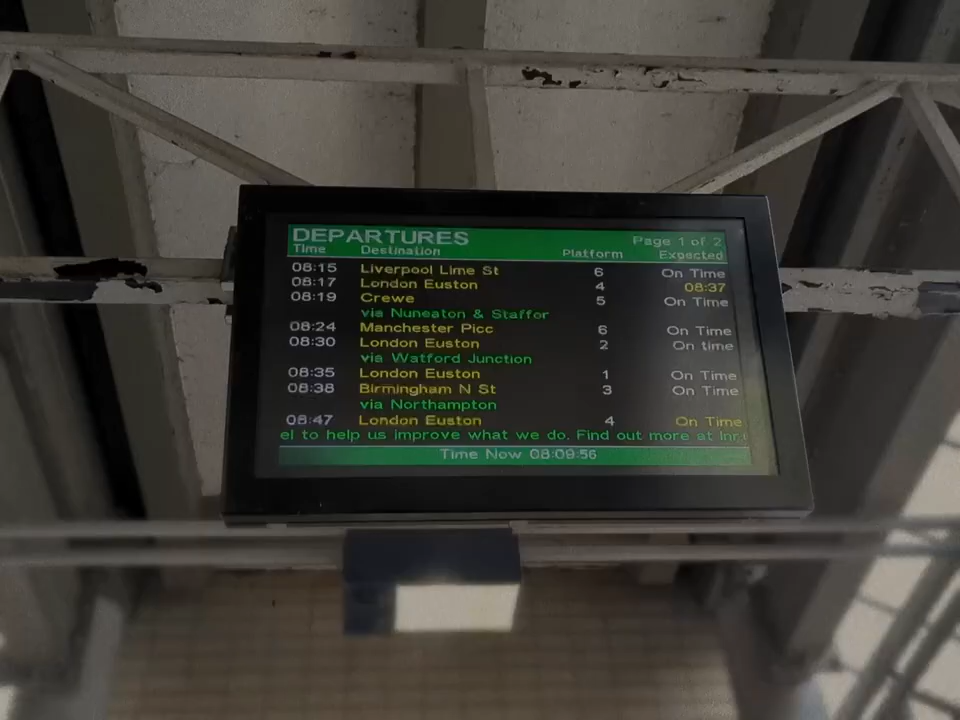 DEPARTURES Page 1 of 2
Time Destination Platform Expected
08:15 Liverpool Lime St 6 On Time
08:17 London Euston 4 08:37
08:19 Crewe 5 On Time
via Nuneaton & Staffor
08:24 Manchester Picc 6 On Time
08:30 London Euston 2 On time
via Watford Junction
08:35 London Euston 1 On Time
08:38 Birmingham N St 3 On Time
via Northampton
08:47 London Euston 4 On Time
el to help us improve what we do. Find out more at
Time Now 08:09:56